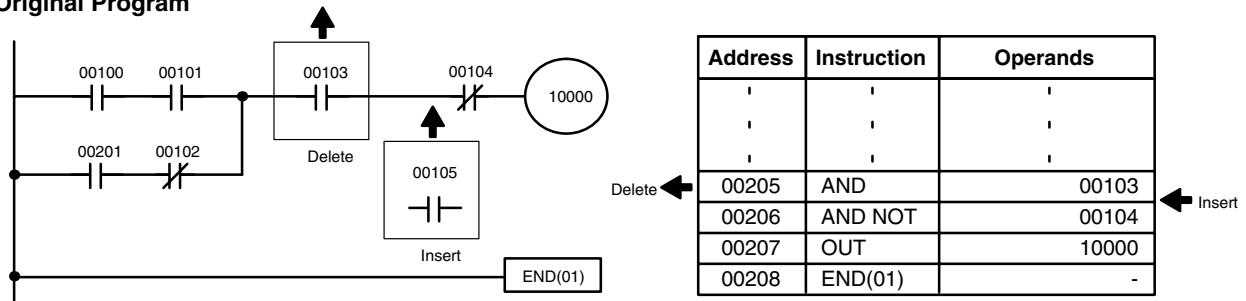 Original Program
00100 00101 00103 00104
10000
00201 00102
Delete
00105
Insert
END(01)
Address Instruction Operands
Delete 00205 AND 00103
Insert
00206 AND NOT 00104
00207 OUT 10000
00208 END(01) -